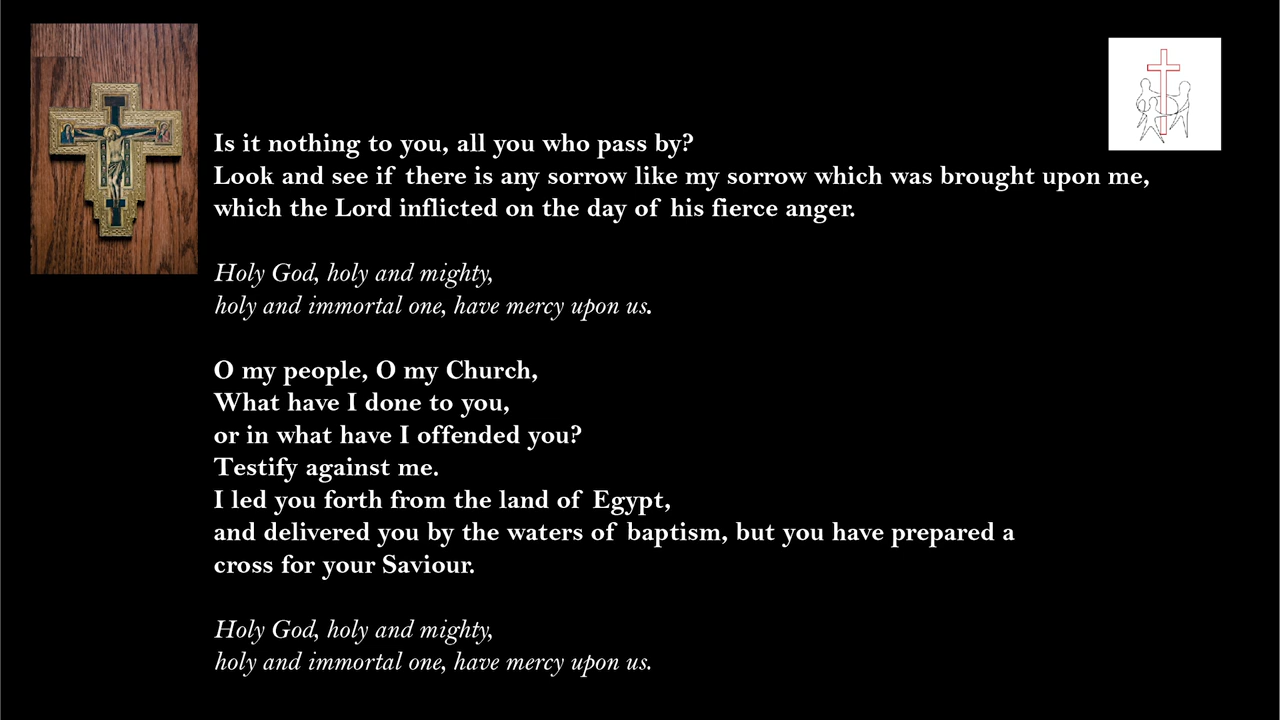 Is it nothing to you, all you who pass by?
Look and see if there is any sorrow like my sorrow which was brought upon me,
which the Lord inflicted on the day of his fierce anger.
Holy God, holy and mighty,
holy and immortal one, have mercy upon us.
O my people, O my Church,
What have I done to you,
or in what have I offended you?
Testify against me.
I led you forth from the land of Egypt,
and delivered you by the waters of baptism, but you have prepared a
cross for your Saviour.
Holy God, holy and mighty,
holy and immortal one, have mercy upon us.